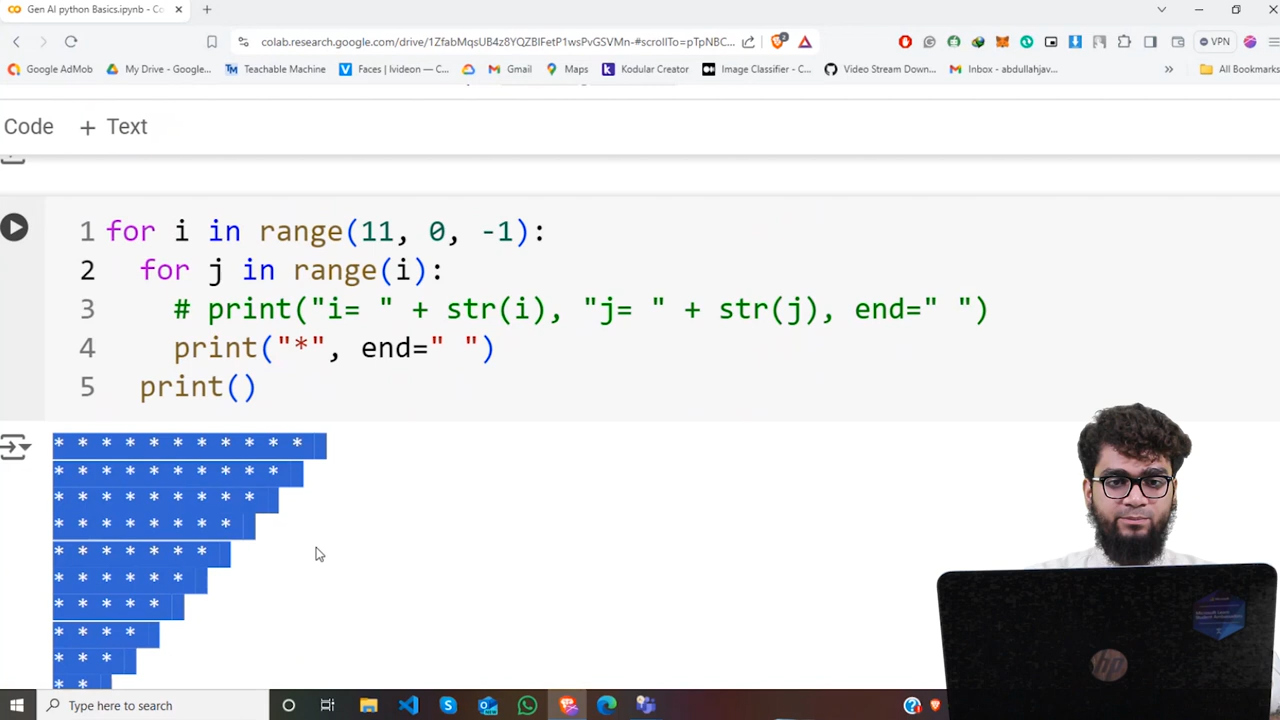 Gen AI python Basics.ipynb - Co
colab.research.google.com/drive/1ZfabMqsUB4z8YQZBlFetP1wsPvGSVMn-#scrollTo=pTpNBC...
VPN
Google AdMob
My Drive - Google...
Teachable Machine
Faces | Ivideon — C...
Gmail
Maps
Kodular Creator
Image Classifier - C...
Video Stream Down...
Inbox - abdullahjav...
»
All Bookmarks
Code + Text
1 for i in range(11, 0, -1):
2 for j in range(i):
3 # print("i= " + str(i), "j= " + str(j), end=" ")
4 print("*", end=" ")
5 print()
* * * * * * * * * * *
* * * * * * * * * *
* * * * * * * * *
* * * * * * * *
* * * * * * *
* * * * * *
* * * * *
* * * *
* * *
* *
hp
Type here to search